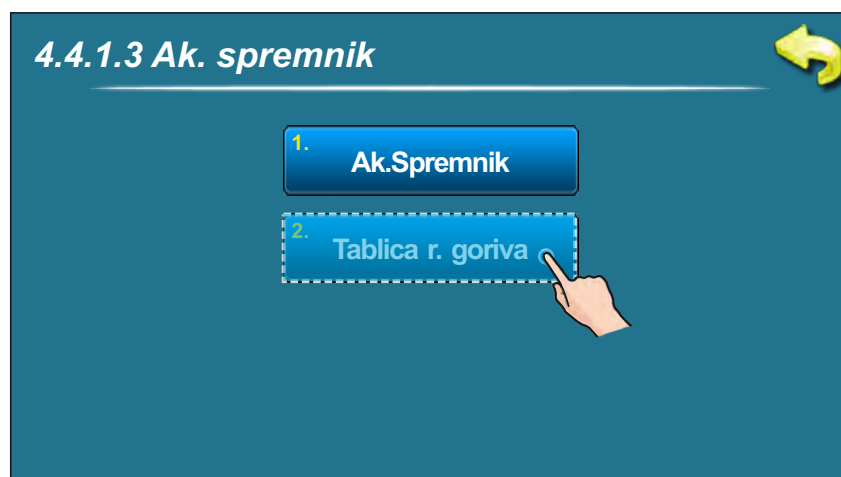 4.4.1.3 Ak. spremnik
1.
Ak.Spremnik
2.
Tablica r. goriva